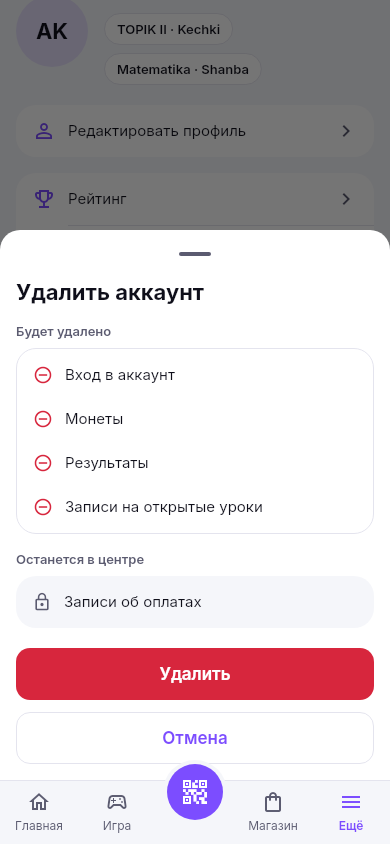 AK
TOPIK II · Kechki
Matematika · Shanba
Редактировать профиль
Рейтинг
Удалить аккаунт
Будет удалено
Вход в аккаунт
Монеты
Результаты
Записи на открытые уроки
Останется в центре
Записи об оплатах
Удалить
Отмена
Главная
Игра
Магазин
Ещё